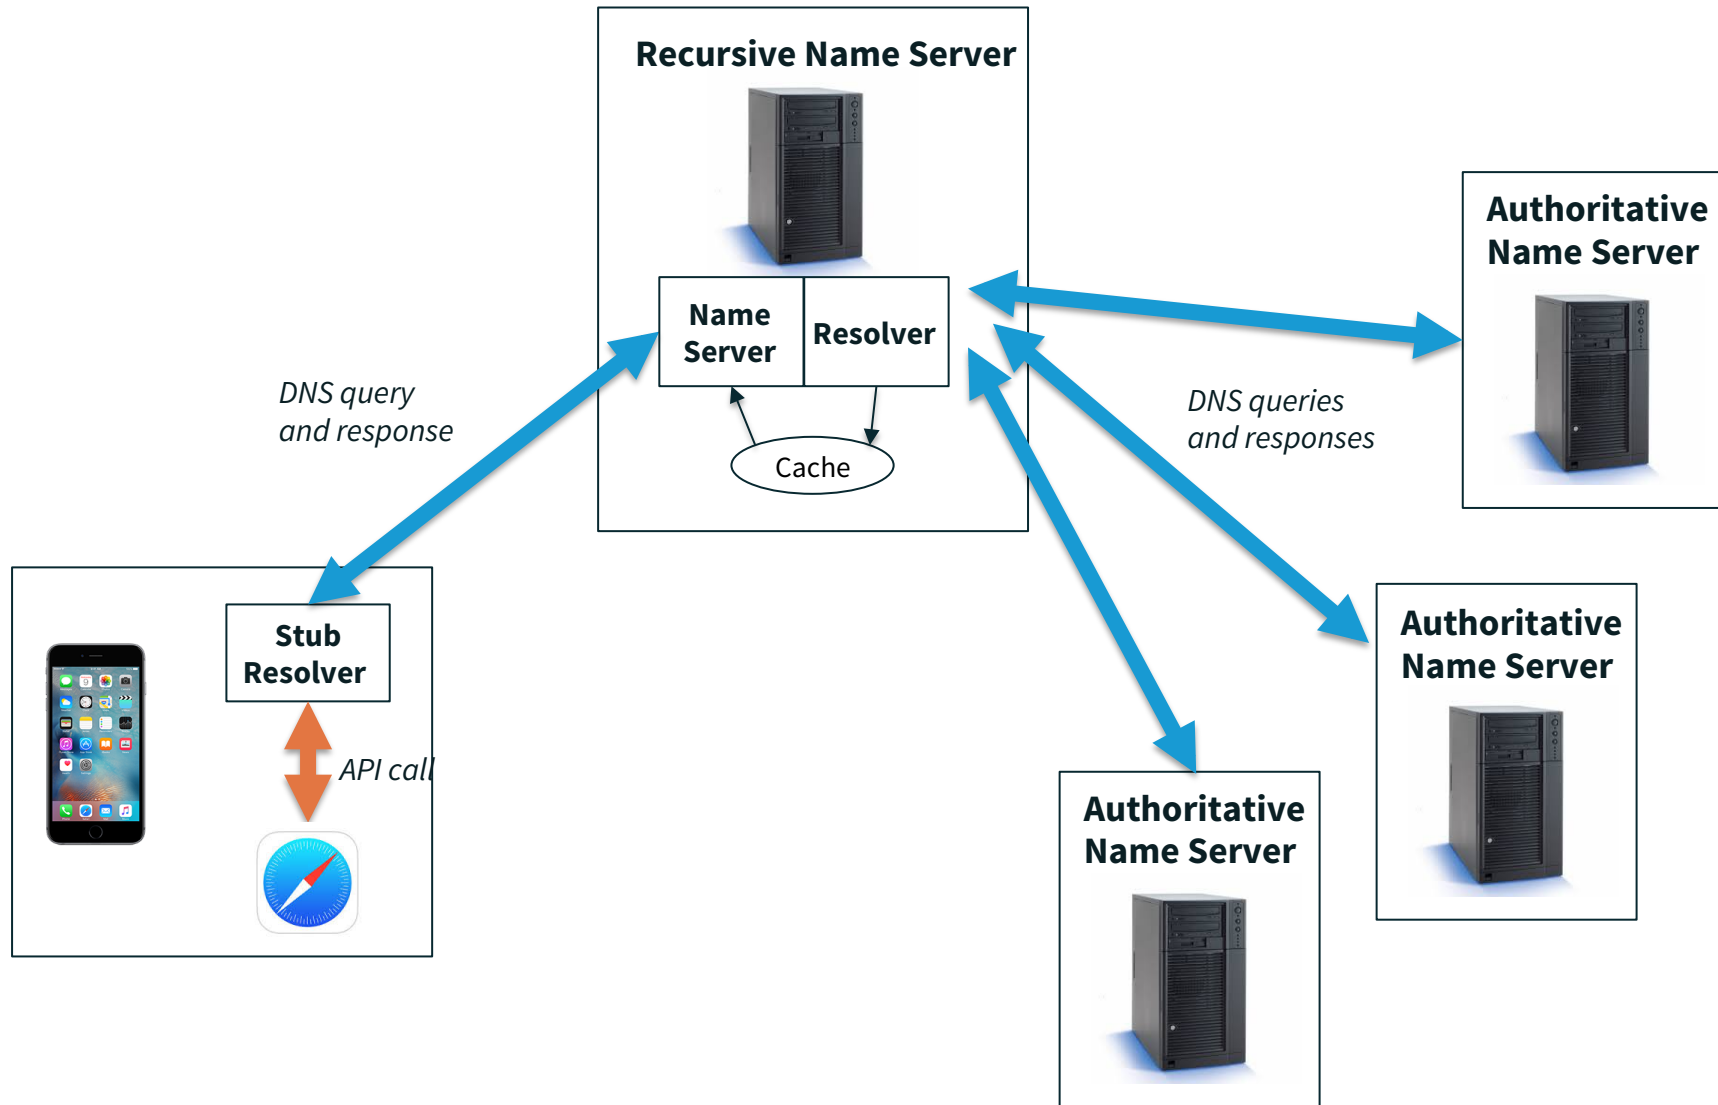 Recursive Name Server
Name
Server
Resolver
Cache
DNS query
and response
Stub
Resolver
API call
DNS queries
and responses
Authoritative
Name Server
Authoritative
Name Server
Authoritative
Name Server